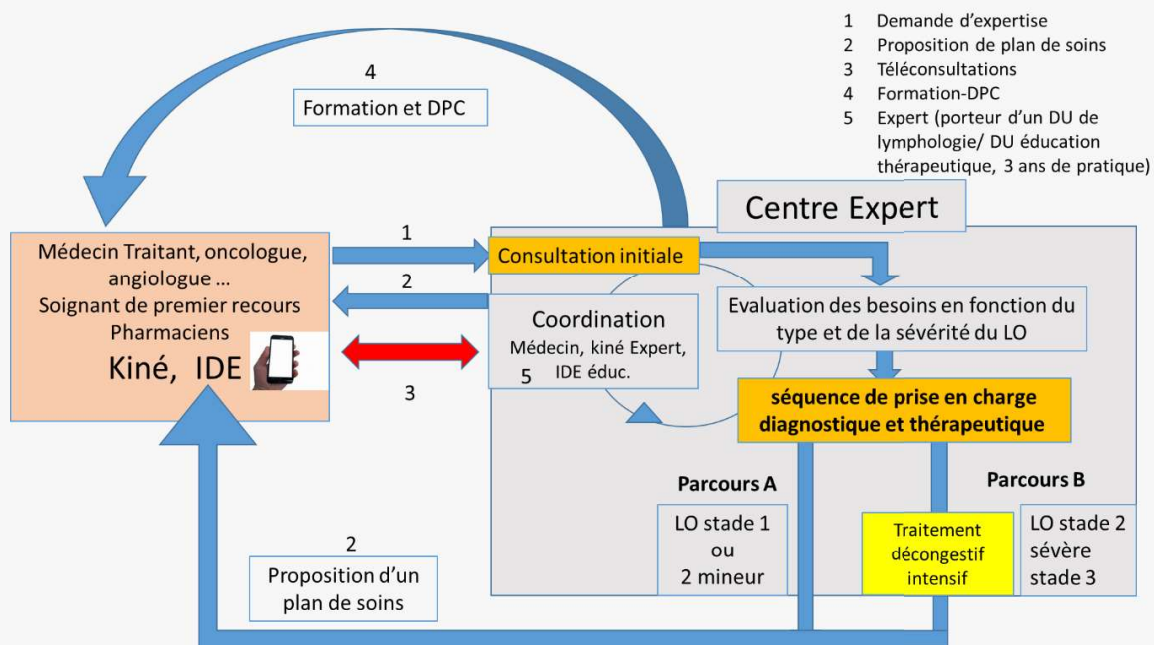 1 Demande d’expertise
2 Proposition de plan de soins
3 Téléconsultations
4 Formation-DPC
5 Expert (porteur d’un DU de
lymphologie/ DU éducation
thérapeutique, 3 ans de pratique)
4
Formation et DPC
Centre Expert
Médecin Traitant, oncologue,
angiologue ...
Soignant de premier recours
Pharmaciens
Kiné, IDE
1
2
3
Consultation initiale
Coordination
Médecin, kiné Expert,
5 IDE éduc.
Evaluation des besoins en fonction du
type et de la sévérité du LO
séquence de prise en charge
diagnostique et thérapeutique
Parcours A
LO stade 1
ou
2 mineur
Parcours B
Traitement
décongestif
intensif
LO stade 2
sévère
stade 3
2
Proposition d’un
plan de soins